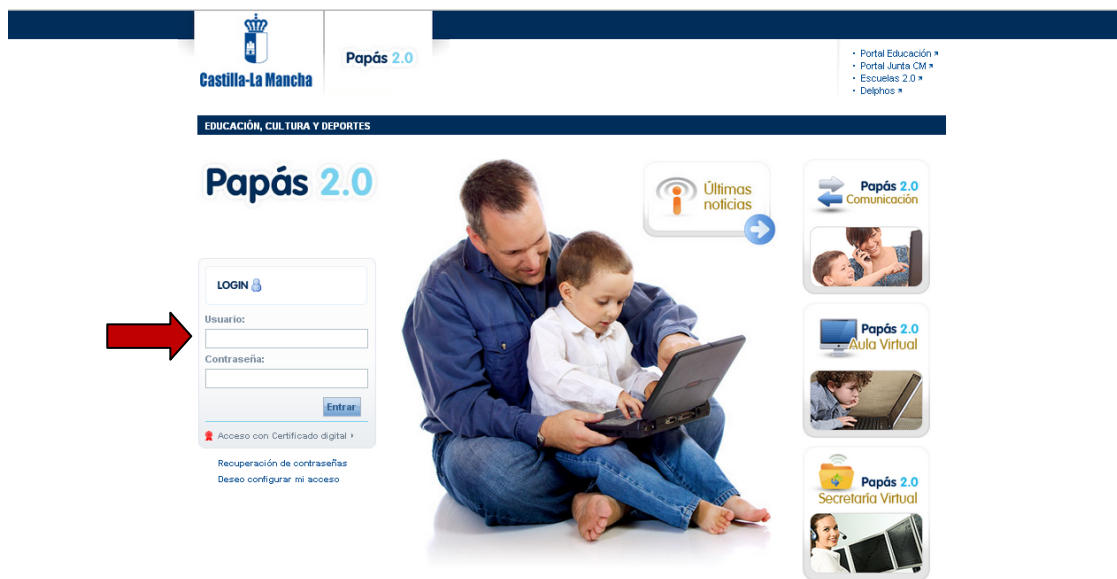 Castilla-La Mancha
Papás 2.0
Portal Educación
Portal Junta CM
Escuelas 2.0
Delphos
EDUCACIÓN, CULTURA Y DEPORTES
Papás 2.0
LOGIN
Usuario:
Contraseña:
Entrar
Acceso con Certificado digital
Recuperación de contraseñas
Deseo configurar mi acceso
Últimas
noticias
Papás 2.0
Comunicación
Papás 2.0
Aula Virtual
Papás 2.0
Secretaría Virtual